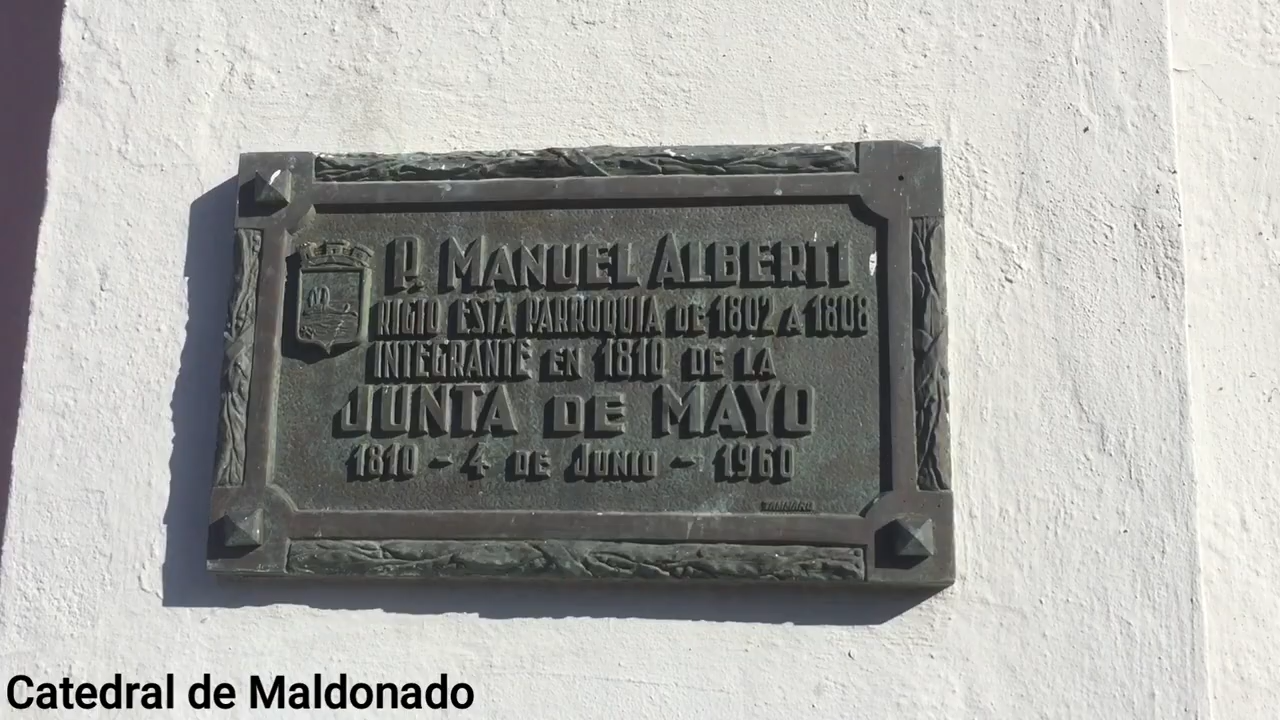 P. MANUEL ALBERTI
RIGIO ESTA PARROQUIA DE 1802 A 1808
INTEGRANTE EN 1810 DE LA
JUNTA DE MAYO
1810 - 4 DE JUNIO - 1960
Catedral de Maldonado